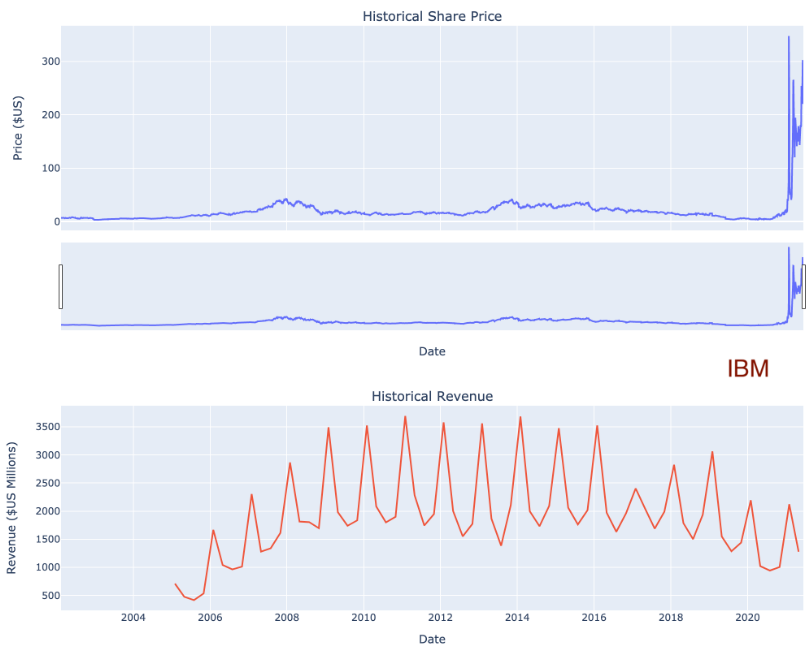 Historical Share Price
300
200
100
0
Price ($US)
Date
IBM
Historical Revenue
3500
3000
2500
2000
1500
1000
500
Revenue ($US Millions)
2004 2006 2008 2010 2012 2014 2016 2018 2020
Date